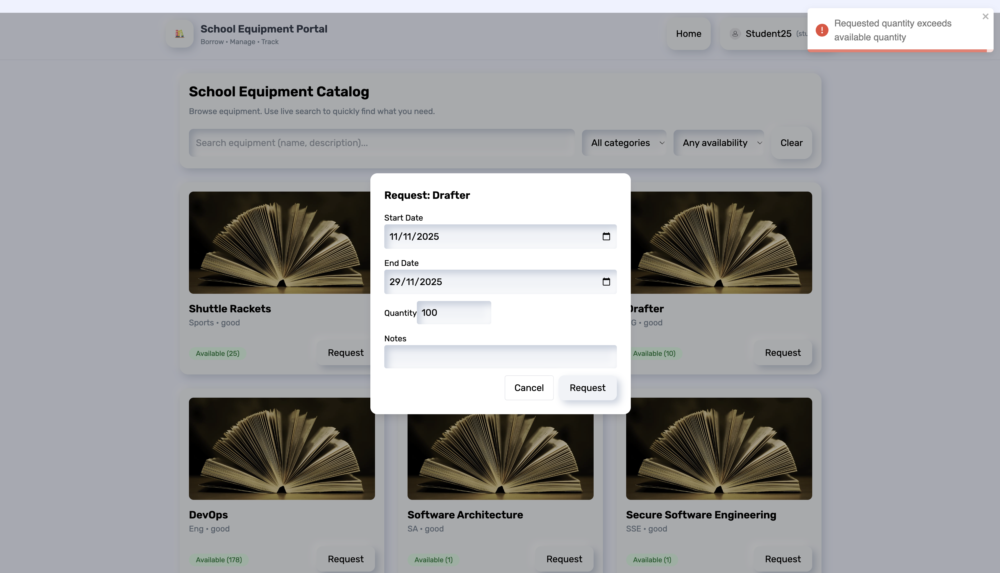 School Equipment Portal
Borrow • Manage • Track
Home
Student25
Requested quantity exceeds
available quantity
School Equipment Catalog
Browse equipment. Use live search to quickly find what you need.
Search equipment (name, description)...
All categories
Any availability
Clear
Request: Drafter
Start Date
11/11/2025
End Date
29/11/2025
Quantity
100
Notes
Cancel
Request
Shuttle Rackets
Sports • good
Available (25)
Request
Drafter
G • good
Available (10)
Request
DevOps
Eng • good
Available (178)
Request
Software Architecture
SA • good
Available (1)
Request
Secure Software Engineering
SSE • good
Available (1)
Request